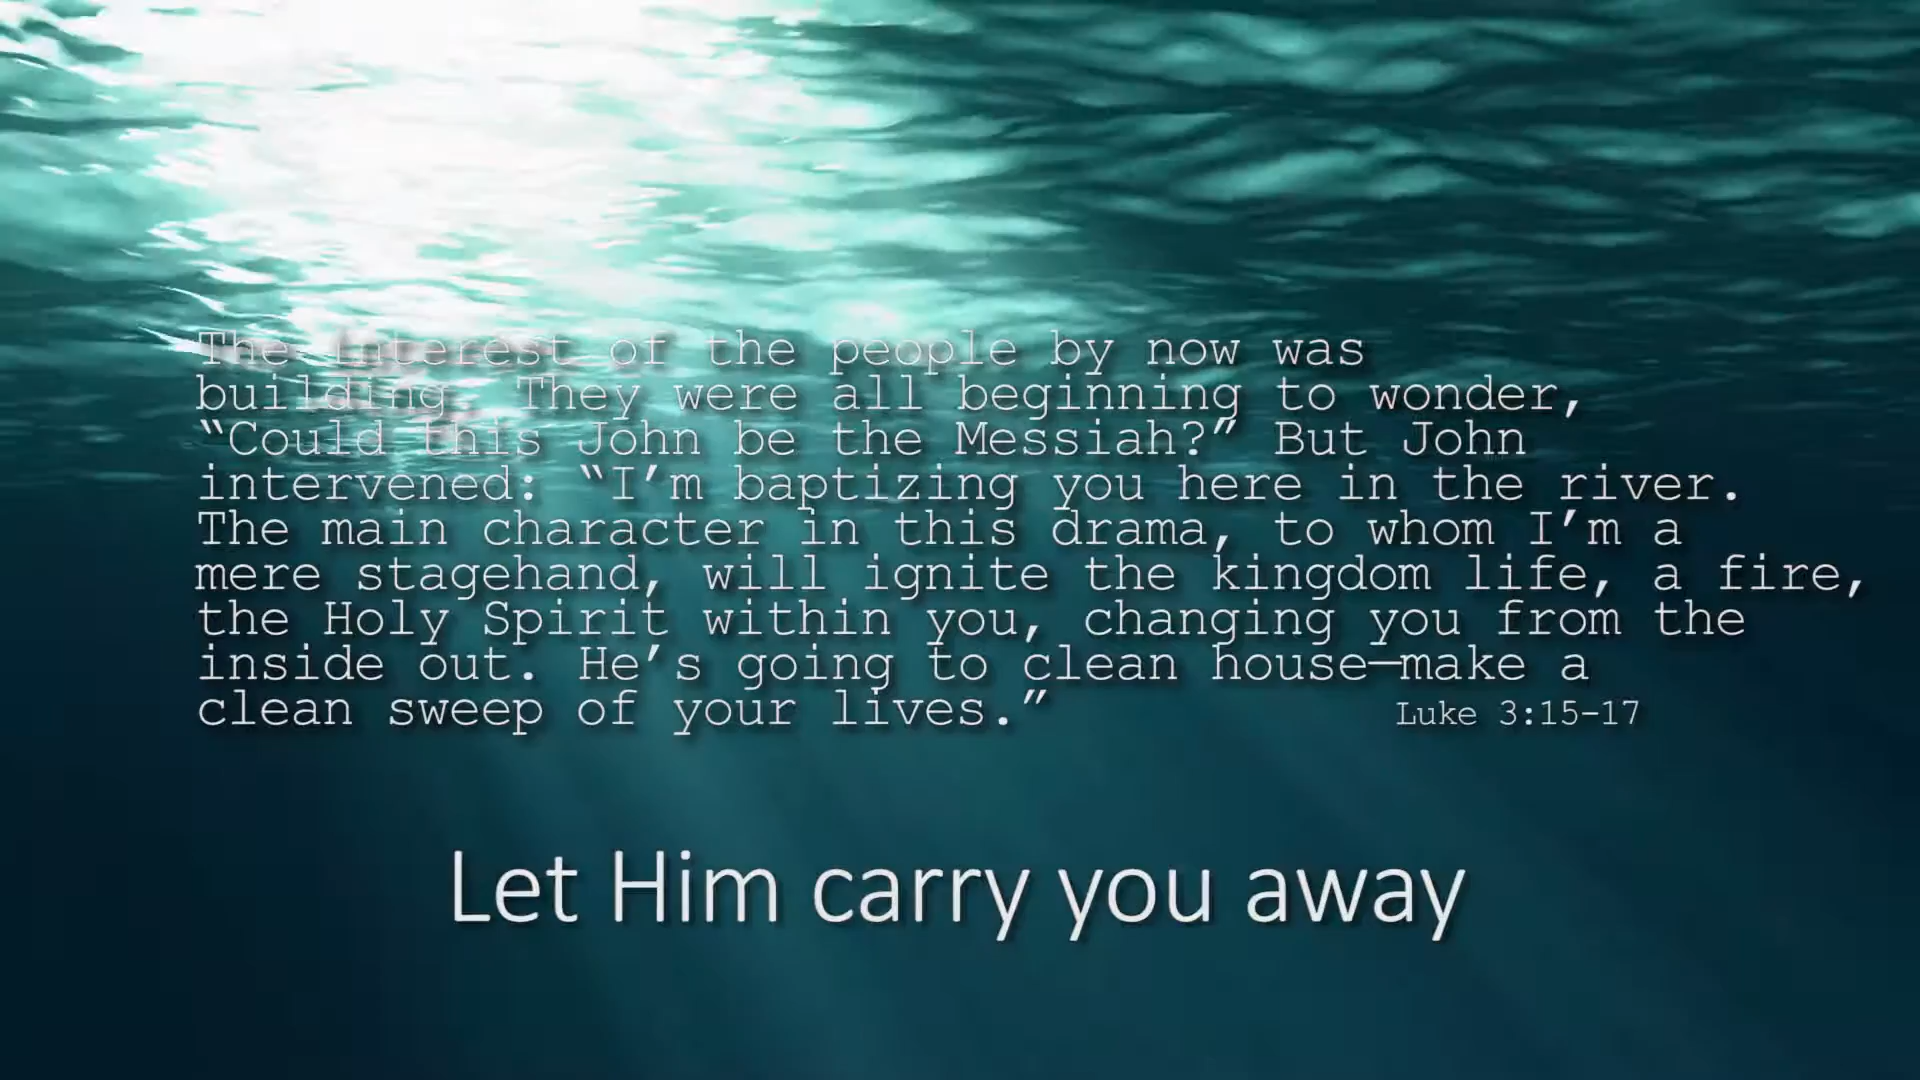 The interest of the people by now was
building. They were all beginning to wonder,
“Could this John be the Messiah?” But John
intervened: “I’m baptizing you here in the river.
The main character in this drama, to whom I’m a
mere stagehand, will ignite the kingdom life, a fire,
the Holy Spirit within you, changing you from the
inside out. He’s going to clean house—make a
clean sweep of your lives.” Luke 3:15-17
Let Him carry you away